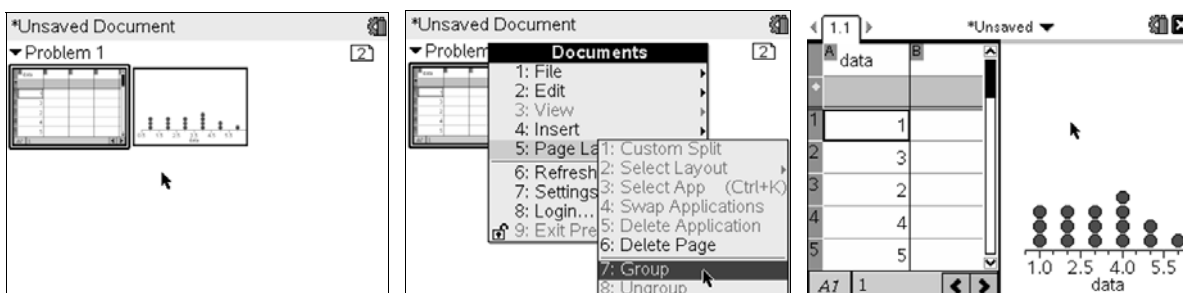 *Unsaved Document
Problem 1
2
data
*Unsaved Document
Problem
2
Documents
1: File
2: Edit
3: View
4: Insert
5: Page La
6: Refresh
7: Settings
8: Login...
9: Exit Pre
1: Custom Split
2: Select Layout
3: Select App (Ctrl+K)
4: Swap Applications
5: Delete Application
6: Delete Page
7: Group
8: Ungroup
1.1
*Unsaved
A data B
1 1
2 3
3 2
4 4
5 5
A1 1
1.0 2.5 4.0 5.5
data